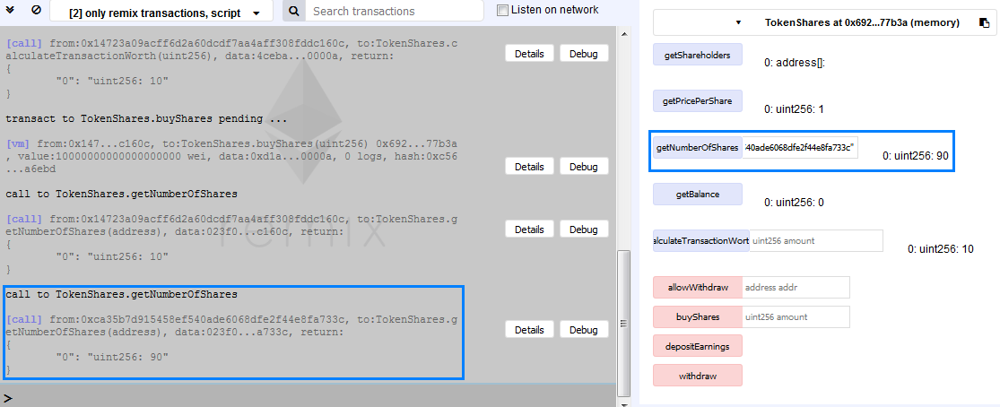 [2] only remix transactions, script
Search transactions
Listen on network
[call] from:0x14723a09acff6d2a60dcdf7aa4aff308fddc160c, to:TokenShares.c
alculateTransactionWorth(uint256), data:4ceba...0000a, return:
{
"0": "uint256: 10"
}
Details
Debug
transact to TokenShares.buyShares pending ...
[vm] from:0x147...c160c, to:TokenShares.buyShares(uint256) 0x692...77b3a
, value:10000000000000000000 wei, data:0xd1a...0000a, 0 logs, hash:0xc56
...a6ebd
Details
Debug
call to TokenShares.getNumberOfShares
[call] from:0x14723a09acff6d2a60dcdf7aa4aff308fddc160c, to:TokenShares.g
etNumberOfShares(address), data:023f0...c160c, return:
{
"0": "uint256: 10"
}
Details
Debug
remix
call to TokenShares.getNumberOfShares
[call] from:0xca35b7d915458ef540ade6068dfe2f44e8fa733c, to:TokenShares.g
etNumberOfShares(address), data:023f0...a733c, return:
{
"0": "uint256: 90"
}
Details
Debug
>
TokenShares at 0x692...77b3a (memory)
getShareholders
0: address[]:
getPricePerShare
0: uint256: 1
getNumberOfShares
40ade6068dfe2f44e8fa733c"
0: uint256: 90
getBalance
0: uint256: 0
alculateTransactionWort
uint256 amount
0: uint256: 10
allowWithdraw
address addr
buyShares
uint256 amount
depositEarnings
withdraw